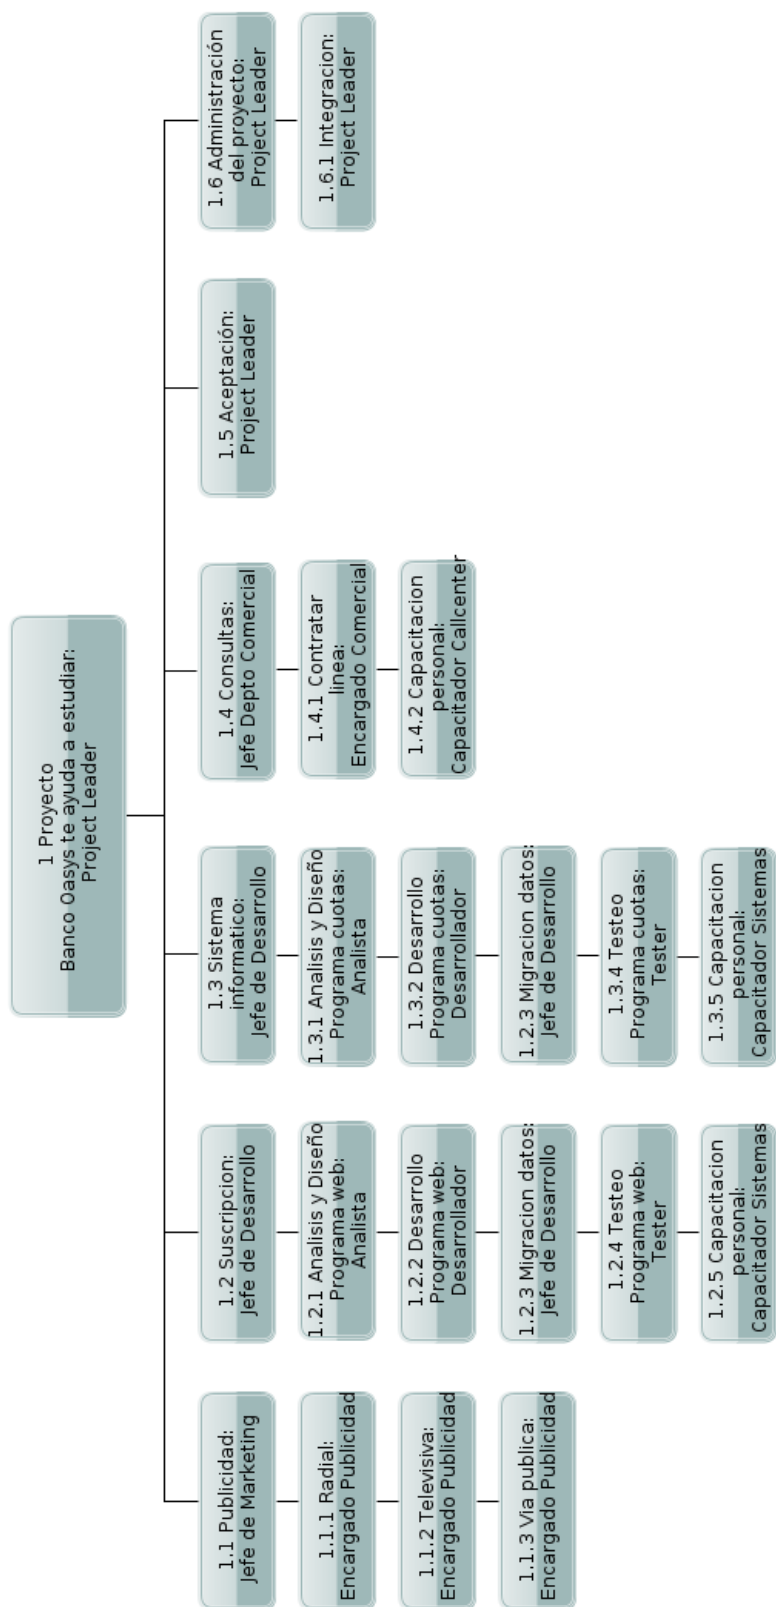 1 Proyecto
Banco Oasys te ayuda a estudiar:
Project Leader
1.1 Publicidad:
Jefe de Marketing
1.1.1 Radial:
Encargado Publicidad
1.1.2 Televisiva:
Encargado Publicidad
1.1.3 Via publica:
Encargado Publicidad
1.2 Suscripcion:
Jefe de Desarrollo
1.2.1 Analisis y Diseño
Programa web:
Analista
1.2.2 Desarrollo
Programa web:
Desarrollador
1.2.3 Migracion datos:
Jefe de Desarrollo
1.2.4 Testeo
Programa web:
Tester
1.2.5 Capacitacion
personal:
Capacitador Sistemas
1.3 Sistema
informatico:
Jefe de Desarrollo
1.3.1 Analisis y Diseño
Programa cuotas:
Analista
1.3.2 Desarrollo
Programa cuotas:
Desarrollador
1.2.3 Migracion datos:
Jefe de Desarrollo
1.3.4 Testeo
Programa cuotas:
Tester
1.3.5 Capacitacion
personal:
Capacitador Sistemas
1.4 Consultas:
Jefe Depto Comercial
1.4.1 Contratar
linea:
Encargado Comercial
1.4.2 Capacitacion
personal:
Capacitador Callcenter
1.5 Aceptación:
Project Leader
1.6 Administración
del proyecto:
Project Leader
1.6.1 Integracion:
Project Leader